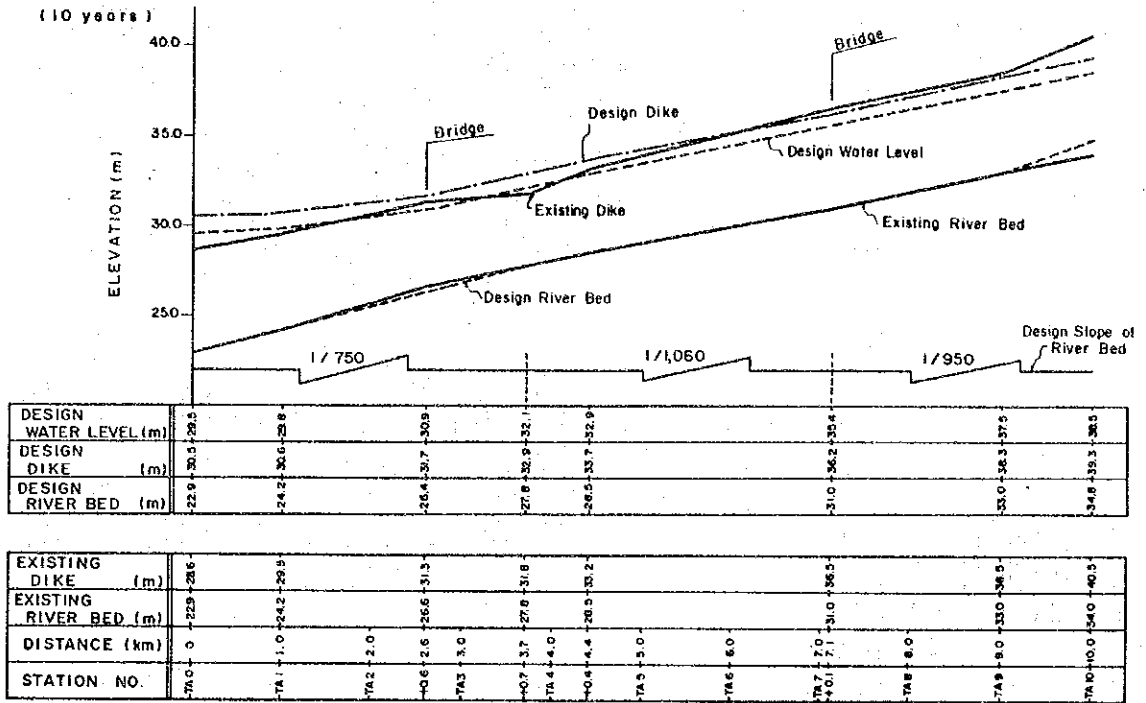 (10 years)
40.0
35.0
30.0
25.0
ELEVATION (m)
Bridge
Bridge
Design Dike
Design Water Level
Existing Dike
Existing River Bed
Design River Bed
Design Slope of
River Bed
1/750
1/1,060
1/950
DESIGN
WATER LEVEL (m) 29.5 29.8 30.9 32.1 32.9 35.4 37.5 38.5
DESIGN
DIKE (m) 30.5 30.6 31.7 32.9 33.7 36.2 38.3 39.3
DESIGN
RIVER BED (m) 22.9 24.2 26.4 27.8 28.5 31.0 33.0 34.8
EXISTING
DIKE (m) 28.6 29.5 31.3 31.8 33.2 36.5 38.5 40.5
EXISTING
RIVER BED (m) 22.9 24.2 26.6 27.8 28.5 31.0 33.0 34.0
DISTANCE (km) 0 1.0 2.0 2.6 3.0 3.7 4.0 4.4 5.0 6.0 7.0 7.1 8.0 9.0 10.0
STATION NO. TA0 TA1 TA2 +0.6 TA3 +0.7 TA4 +0.4 TA5 TA6 TA7 +0.1 TA8 TA9 TA10